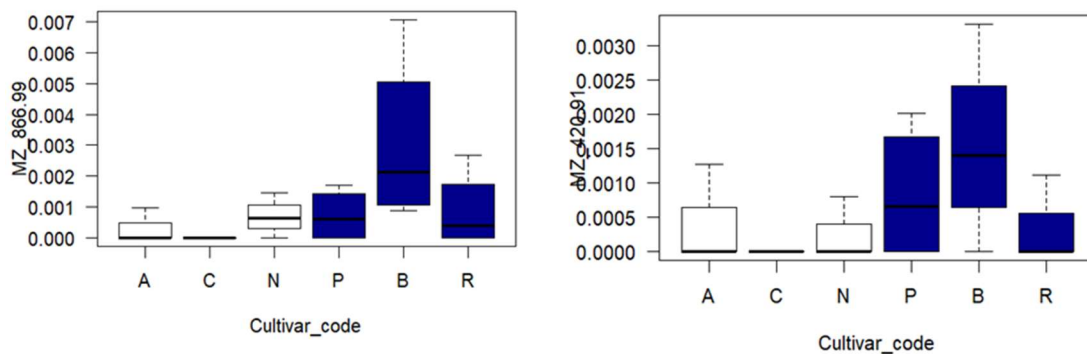 MZ_866.99
0.007
0.006
0.005
0.004
0.003
0.002
0.001
0.000
A C N P B R
Cultivar_code
MZ_420.91
0.0030
0.0025
0.0020
0.0015
0.0010
0.0005
0.0000
A C N P B R
Cultivar_code